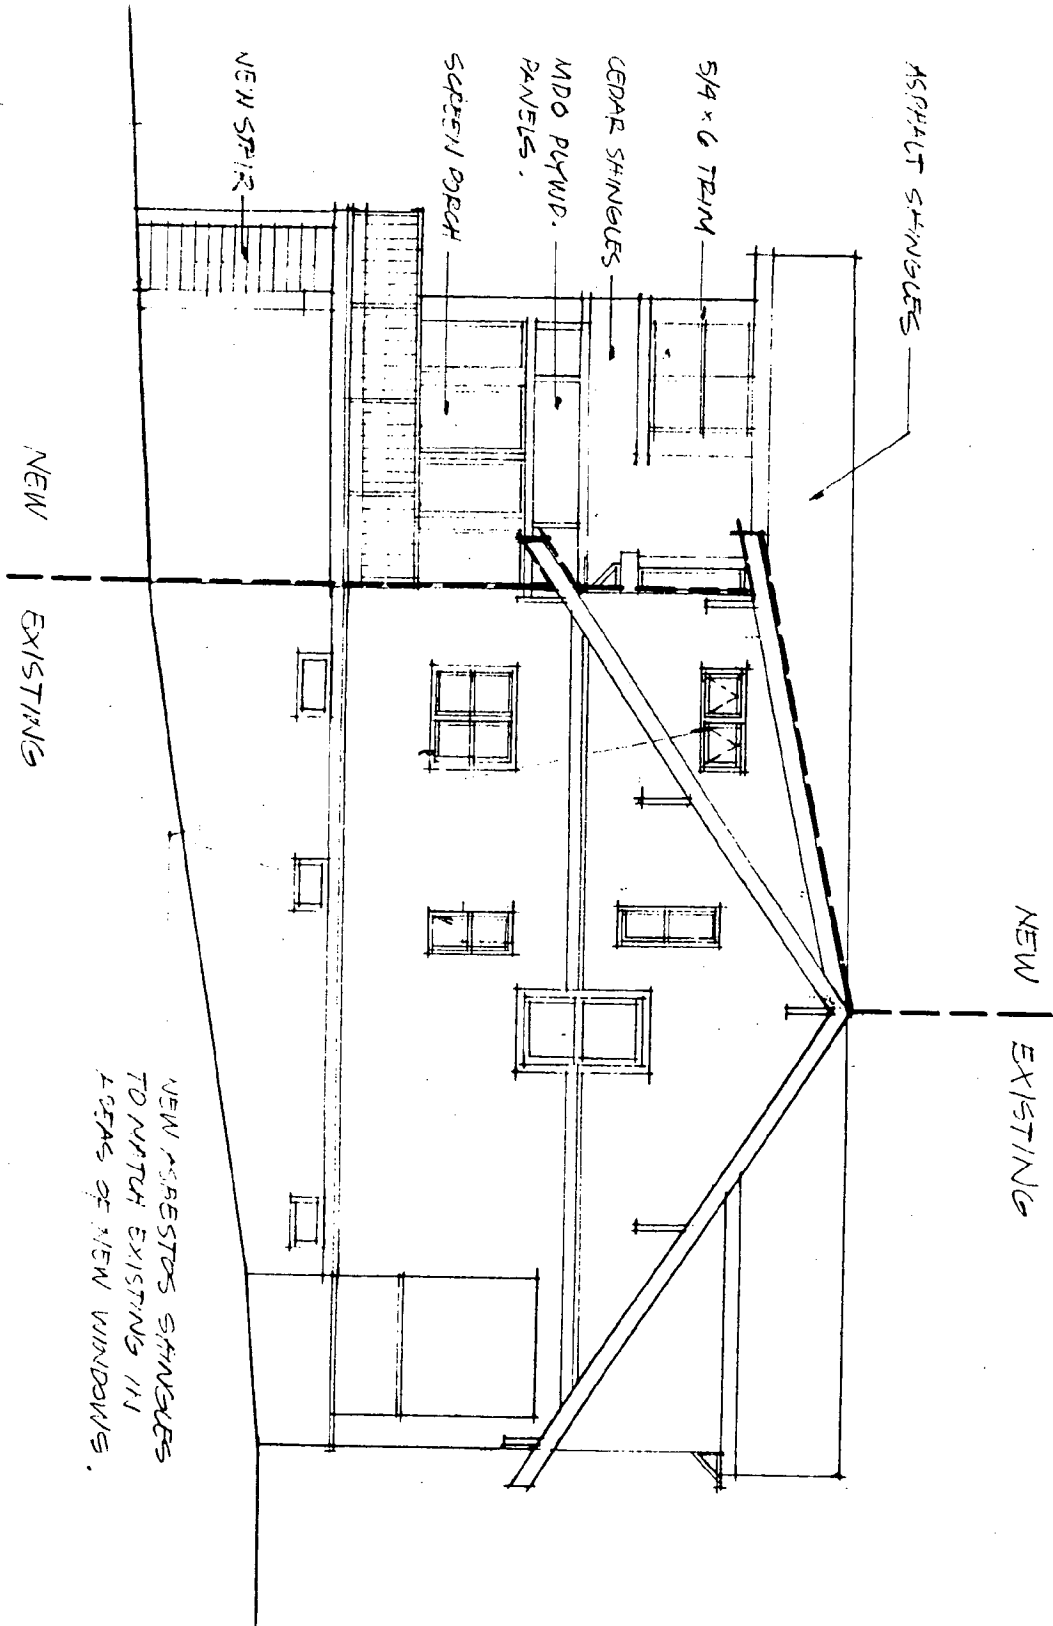 ASPHALT SHINGLES
5/4 x 6 TRIM
CEDAR SHINGLES
MDO PLYWD.
PANELS.
SCREEN PORCH
NEW STAIR
NEW EXISTING
NEW EXISTING
NEW ASBESTOS SHINGLES
TO MATCH EXISTING IN
AREAS OF NEW WINDOWS.